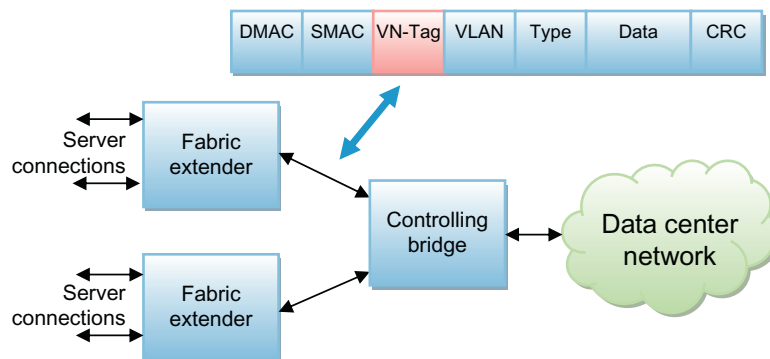 DMAC SMAC VN-Tag VLAN Type Data CRC
Server
connections
Fabric
extender
Controlling
bridge
Data center
network
Server
connections
Fabric
extender